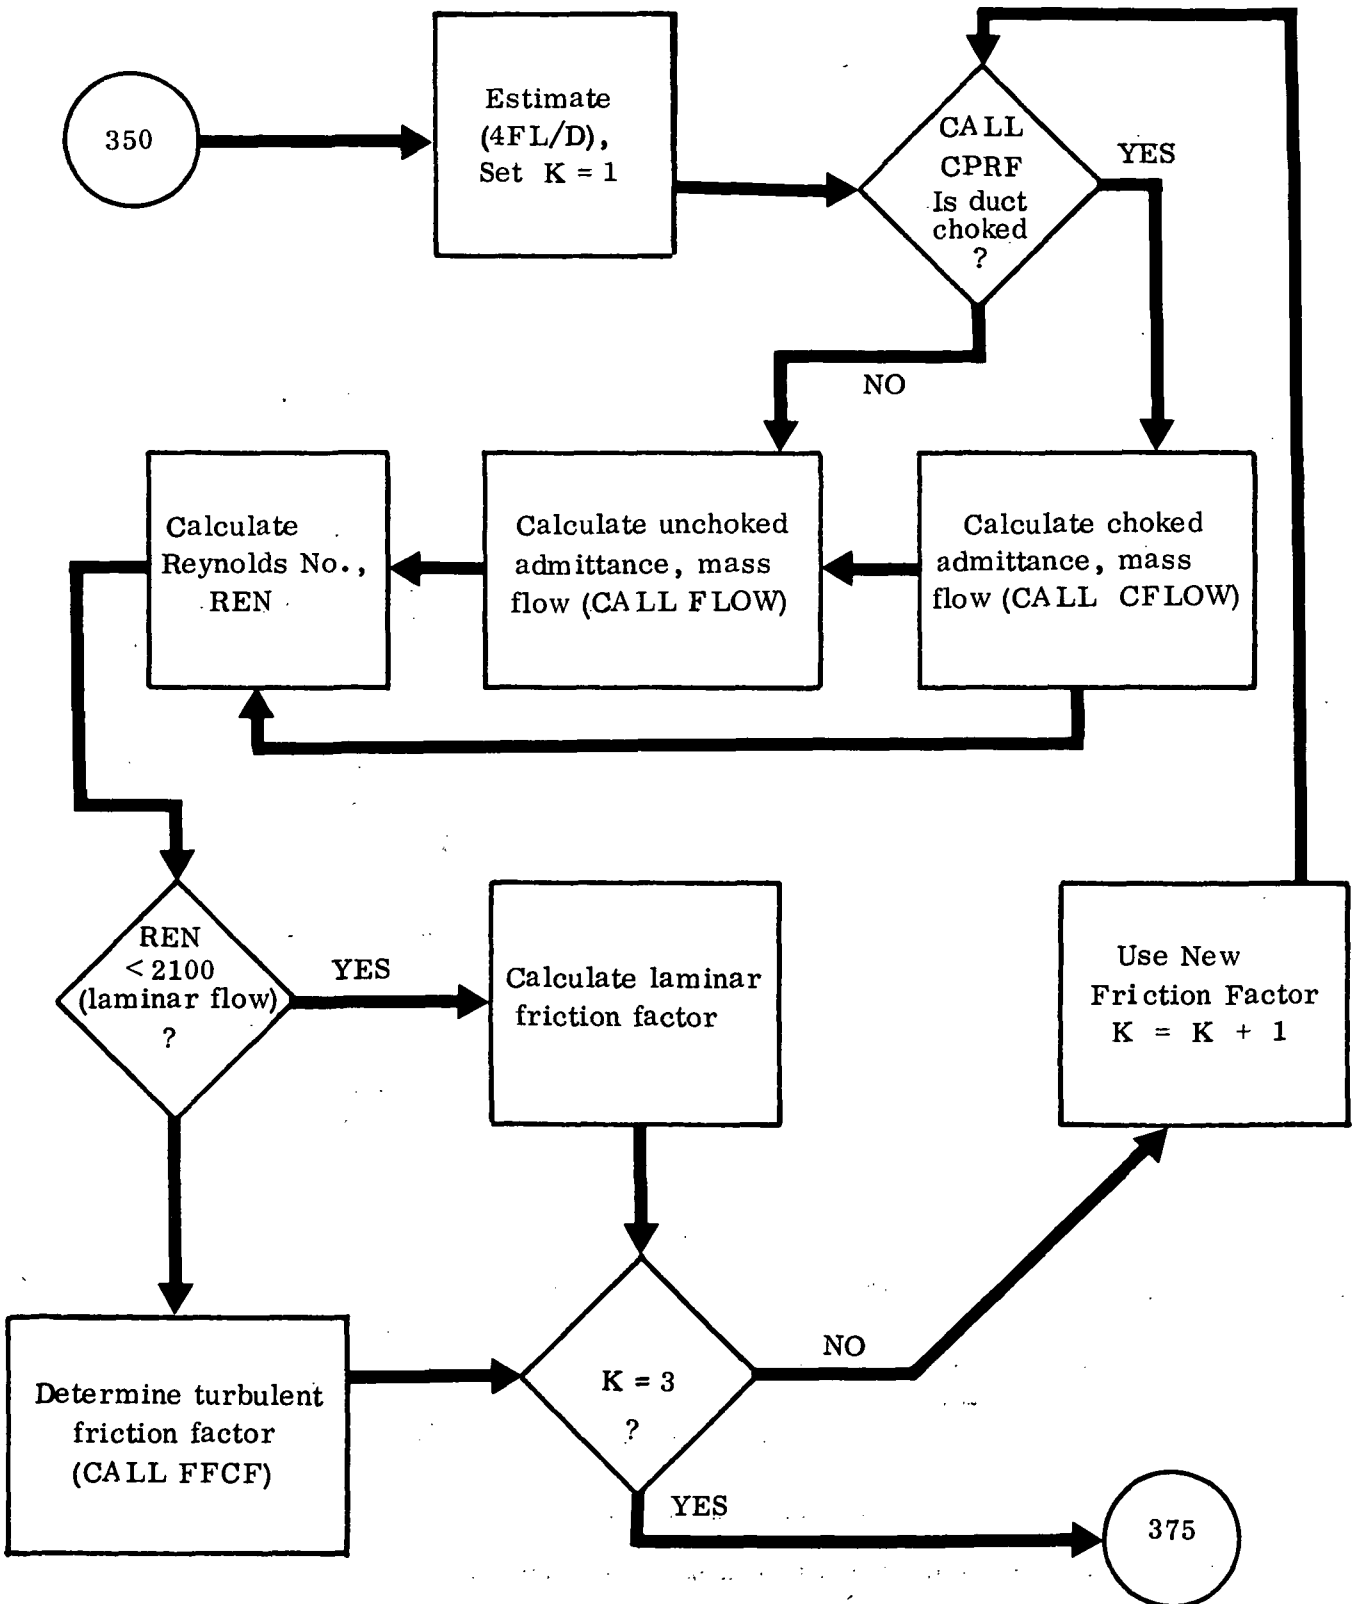 350
Estimate
(4FL/D),
Set K = 1
CALL
CPRF
Is duct
choked
?
YES
NO
Calculate
Reynolds No.,
REN
Calculate unchoked
admittance, mass
flow (CALL FLOW)
Calculate choked
admittance, mass
flow (CALL CFLOW)
REN
< 2100
(laminar flow)
?
YES
Calculate laminar
friction factor
Use New
Friction Factor
K = K + 1
Determine turbulent
friction factor
(CALL FFCF)
K = 3
?
NO
YES
375